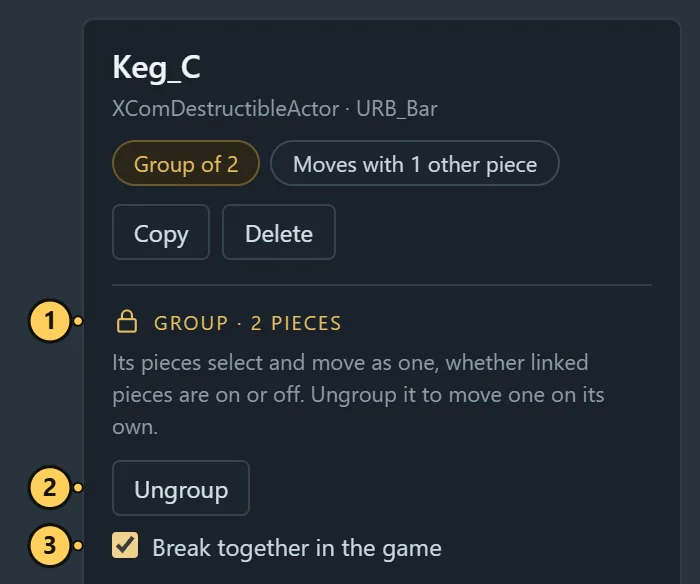 Keg_C
XComDestructibleActor · URB_Bar
Group of 2
Moves with 1 other piece
Copy
Delete
1
GROUP · 2 PIECES
Its pieces select and move as one, whether linked
pieces are on or off. Ungroup it to move one on its
own.
2
Ungroup
3
Break together in the game